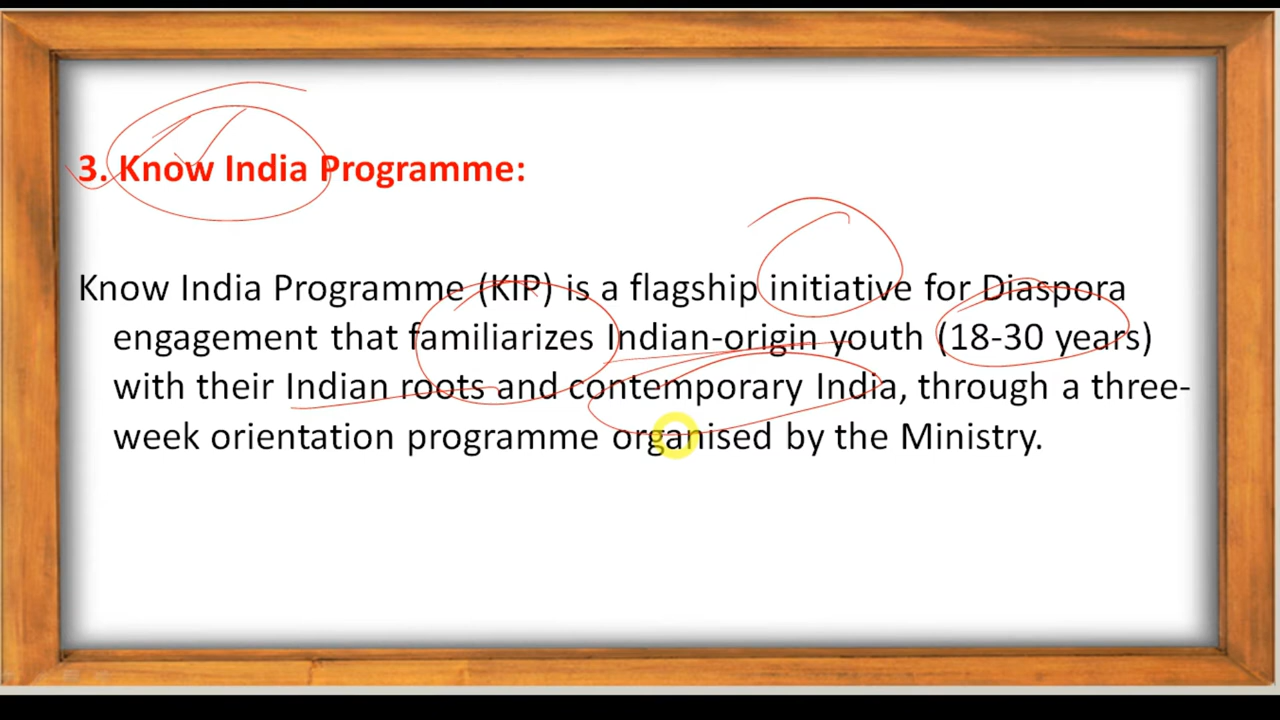 3. Know India Programme:
Know India Programme (KIP) is a flagship initiative for Diaspora
engagement that familiarizes Indian-origin youth (18-30 years)
with their Indian roots and contemporary India, through a three-
week orientation programme organised by the Ministry.